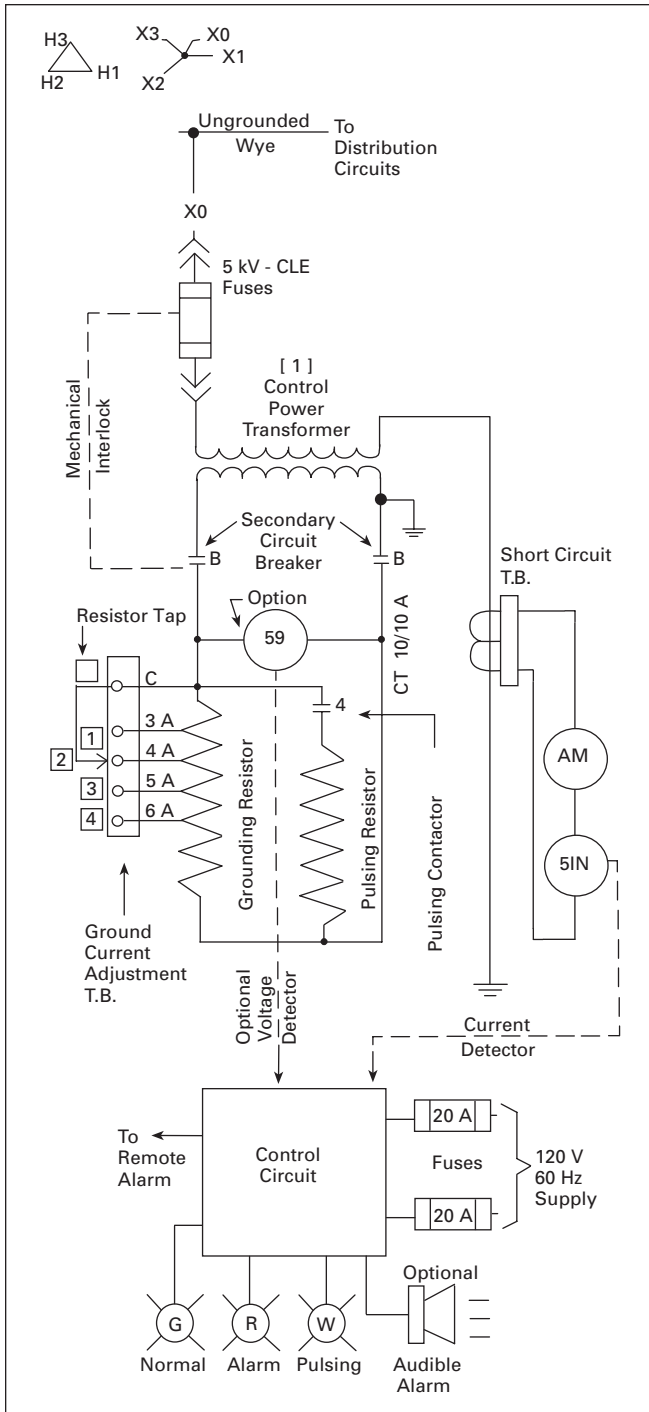 H3
H2
H1
X3
X0
X1
X2
Ungrounded
Wye
To
Distribution
Circuits
X0
5 kV - CLE
Fuses
Mechanical
Interlock
[ 1 ]
Control
Power
Transformer
Secondary
Circuit
Breaker
B
B
Short Circuit
T.B.
Option
59
CT 10/10 A
Resistor Tap
C
4
1
3 A
2
4 A
3
5 A
4
6 A
Grounding Resistor
Pulsing Resistor
Pulsing Contactor
AM
5IN
Ground
Current
Adjustment
T.B.
Optional
Voltage
Detector
Current
Detector
To
Remote
Alarm
Control
Circuit
20 A
Fuses
20 A
120 V
60 Hz
Supply
G
R
W
Normal
Alarm
Pulsing
Optional
Audible
Alarm